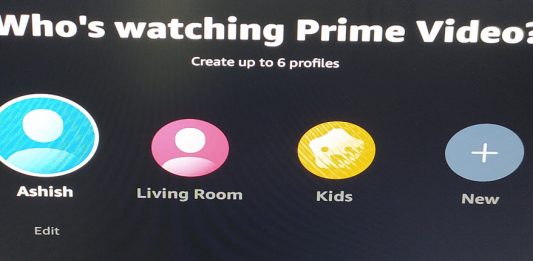 Who's watching Prime Video?
Create up to 6 profiles
Ashish
Living Room
Kids
New
Edit